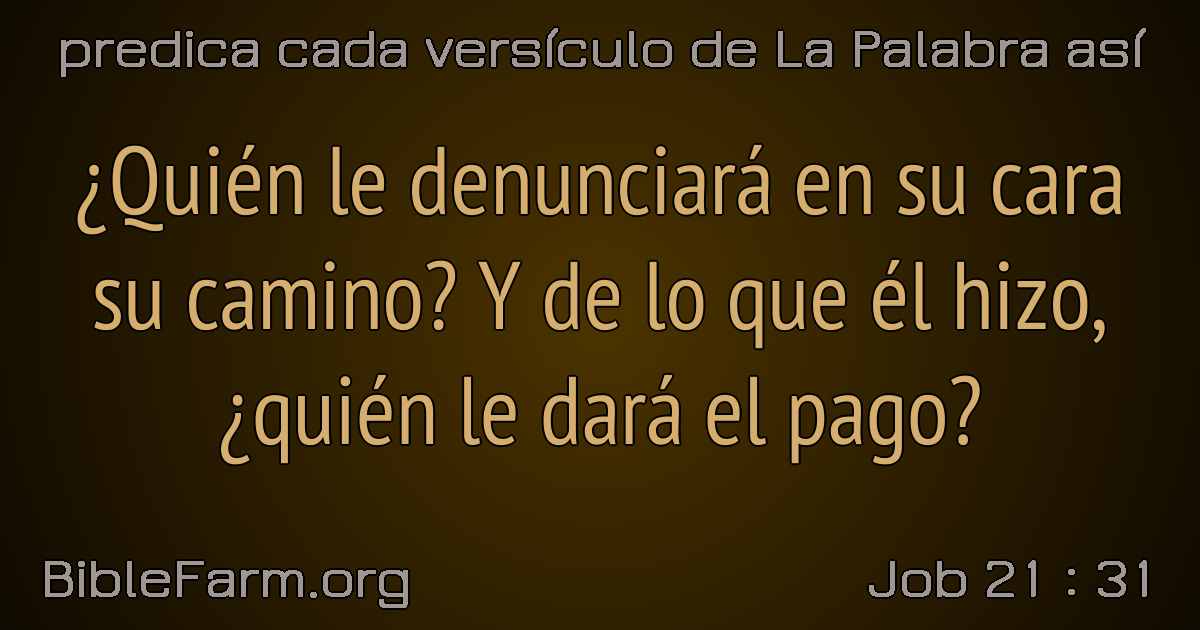 predica cada versículo de La Palabra así
¿Quién le denunciará en su cara
su camino? Y de lo que él hizo,
¿quién le dará el pago?
BibleFarm.org
Job 21 : 31